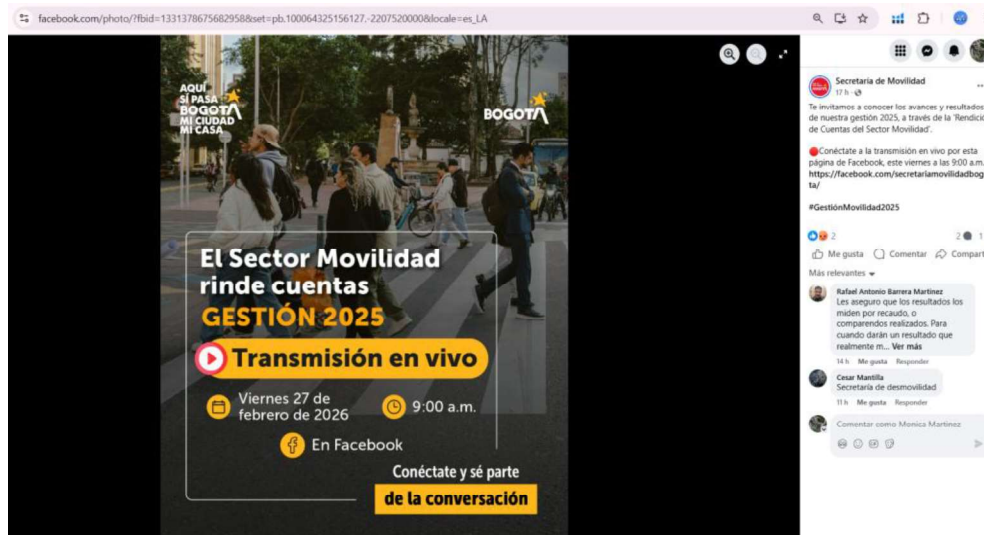 facebook.com/photo/?fbid=1331378675682958&set=pb.100064325156127.-2207520000&locale=es_LA
AQUÍ
SÍ PASA
BOGOTÁ
MI CIUDAD
MI CASA
BOGOTÁ
El Sector Movilidad
rinde cuentas
GESTIÓN 2025
Transmisión en vivo
Viernes 27 de
febrero de 2026
9:00 a.m.
En Facebook
Conéctate y sé parte
de la conversación
Secretaría de Movilidad
17 h
Te invitamos a conocer los avances y resultados
de nuestra gestión 2025, a través de la 'Rendició
de Cuentas del Sector Movilidad'.
Conéctate a la transmisión en vivo por esta
página de Facebook, este viernes a las 9:00 a.m.
https://facebook.com/secretariamovilidadbog
ta/
#GestiónMovilidad2025
2
2 1
Me gusta Comentar Compart
Más relevantes
Rafael Antonio Barrera Martinez
Les aseguro que los resultados los
miden por recaudo, o
comparendos realizados. Para
cuando darán un resultado que
realmente m... Ver más
14 h Me gusta Responder
Cesar Mantilla
Secretaría de desmovilidad
11 h Me gusta Responder
Comentar como Monica Martinez